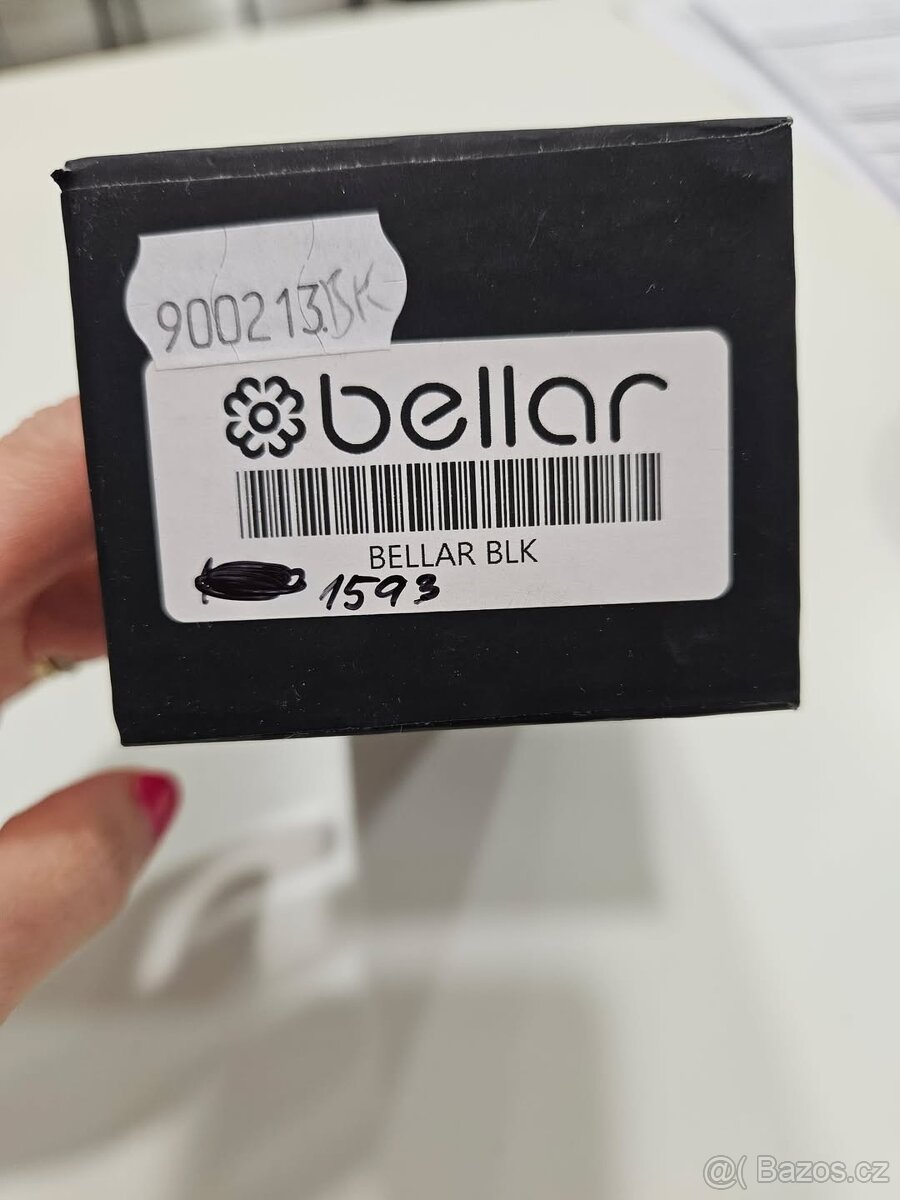 900213.BK
bellar
BELLAR BLK
1593
@( Bazos.cz